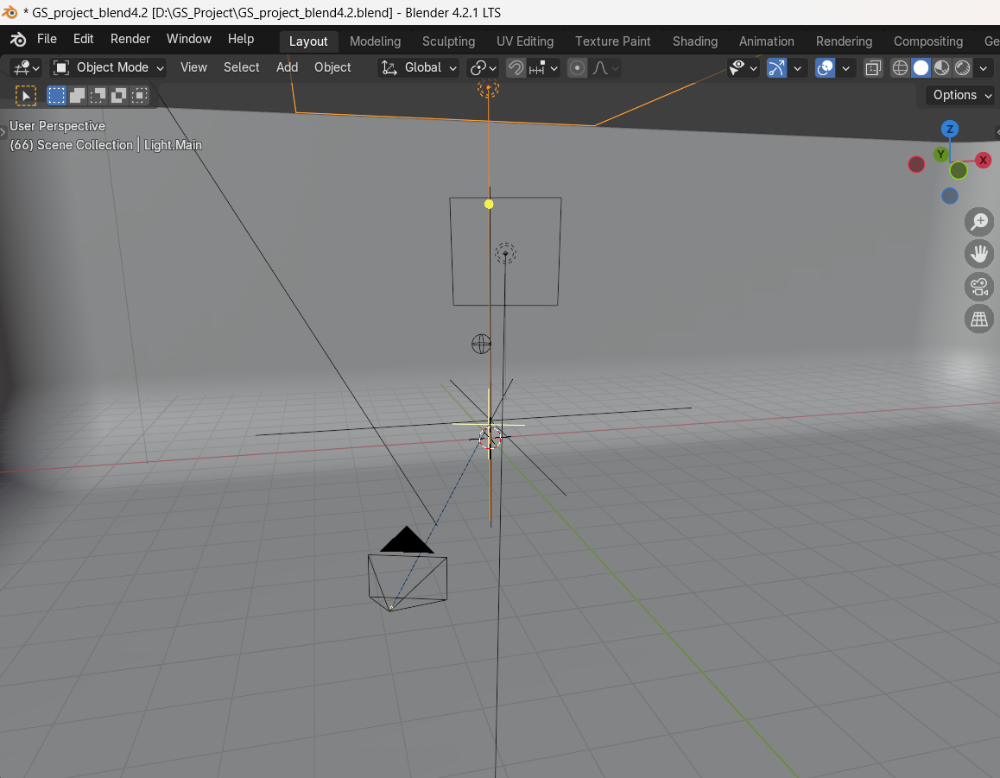 * GS_project_blend4.2 [D:\GS_Project\GS_project_blend4.2.blend] - Blender 4.2.1 LTS
File Edit Render Window Help Layout Modeling Sculpting UV Editing Texture Paint Shading Animation Rendering Compositing Ge
Object Mode View Select Add Object Global
Options
User Perspective
(66) Scene Collection | Light.Main
Z
Y X